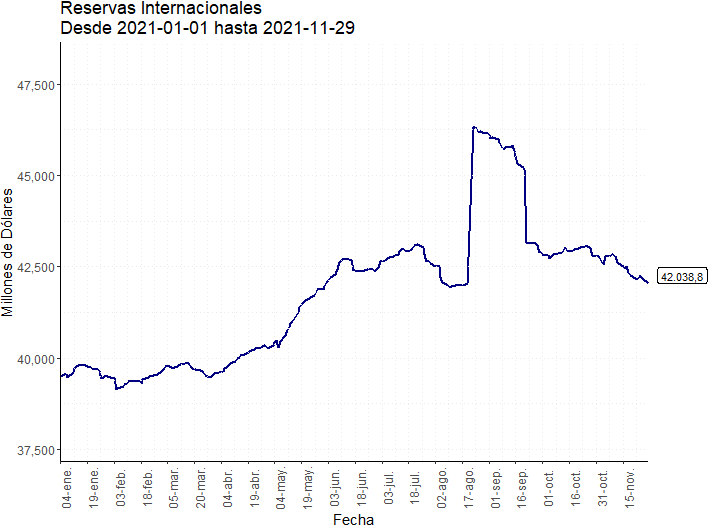 Reservas Internacionales
Desde 2021-01-01 hasta 2021-11-29
Millones de Dólares
47,500
45,000
42,500
40,000
37,500
42.038,8
04-ene.
19-ene.
03-feb.
18-feb.
05-mar.
20-mar.
04-abr.
19-abr.
04-may.
19-may.
03-jun.
18-jun.
03-jul.
18-jul.
02-ago.
17-ago.
01-sep.
16-sep.
01-oct.
16-oct.
31-oct.
15-nov.
Fecha